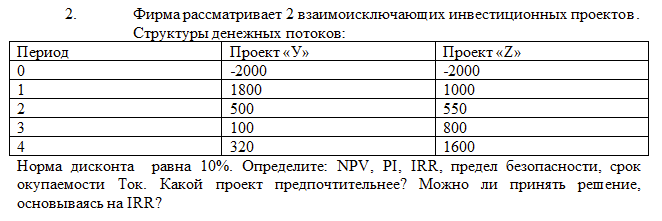 2. Фирма рассматривает 2 взаимоисключающих инвестиционных проектов.
Структуры денежных потоков:
Период Проект «У» Проект «Z»
0 -2000 -2000
1 1800 1000
2 500 550
3 100 800
4 320 1600
Норма дисконта равна 10%. Определите: NPV, PI, IRR, предел безопасности, срок
окупаемости Ток. Какой проект предпочтительнее? Можно ли принять решение,
основываясь на IRR?